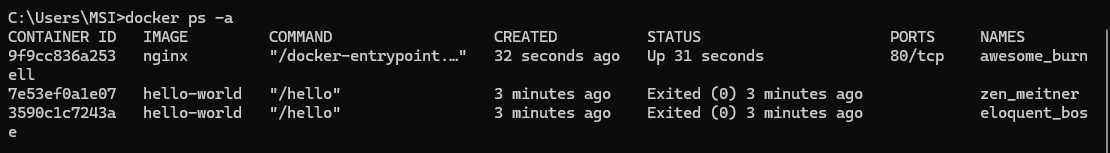 C:\Users\MSI>docker ps -a
CONTAINER ID   IMAGE         COMMAND                  CREATED          STATUS                     PORTS     NAMES
9f9cc836a253   nginx         "/docker-entrypoint.…"   32 seconds ago   Up 31 seconds              80/tcp    awesome_burn
ell
7e53ef0a1e07   hello-world   "/hello"                 3 minutes ago    Exited (0) 3 minutes ago             zen_meitner
3590c1c7243a   hello-world   "/hello"                 3 minutes ago    Exited (0) 3 minutes ago             eloquent_bos
e